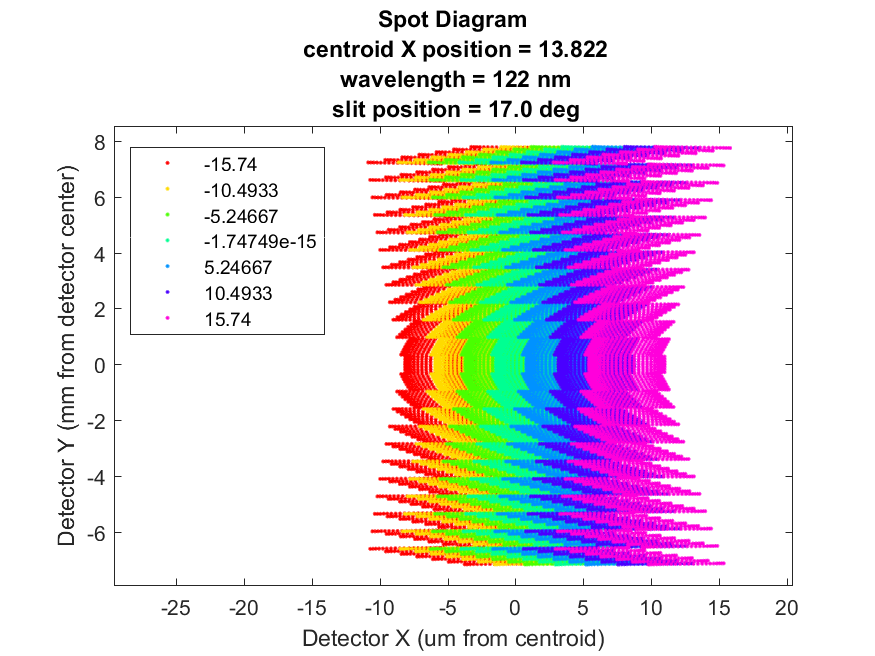 Spot Diagram
centroid X position = 13.822
wavelength = 122 nm
slit position = 17.0 deg
8
6
4
2
0
-2
-4
-6
Detector Y (mm from detector center)
-15.74
-10.4933
-5.24667
-1.74749e-15
5.24667
10.4933
15.74
-25 -20 -15 -10 -5 0 5 10 15 20
Detector X (um from centroid)